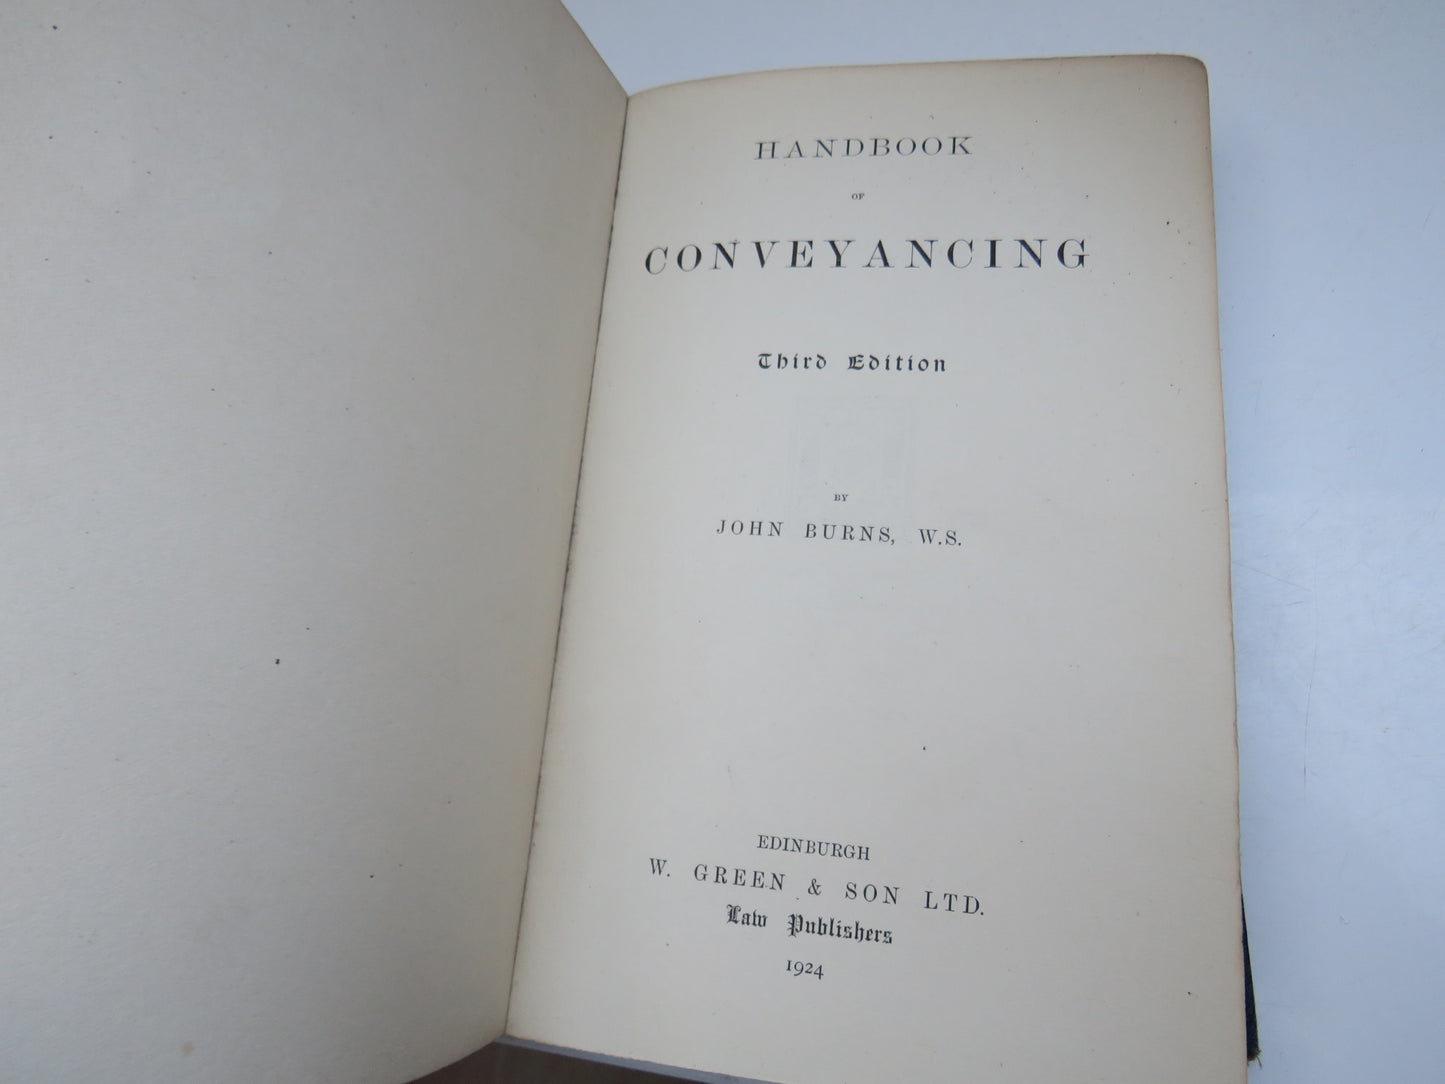 HANDBOOK
OF
CONVEYANCING
Third Edition
BY
JOHN BURNS, W.S.
EDINBURGH
W. GREEN & SON LTD.
Law Publishers
1924